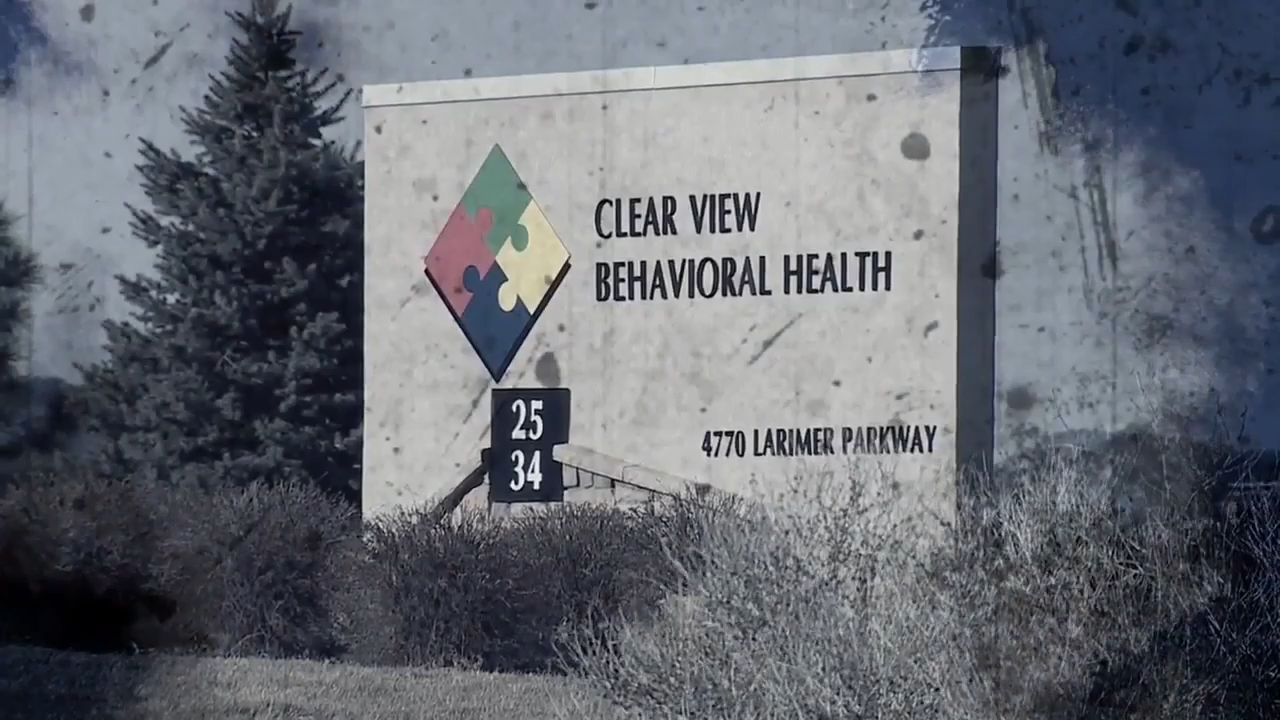 CLEAR VIEW
BEHAVIORAL HEALTH
25
34
4770 LARIMER PARKWAY